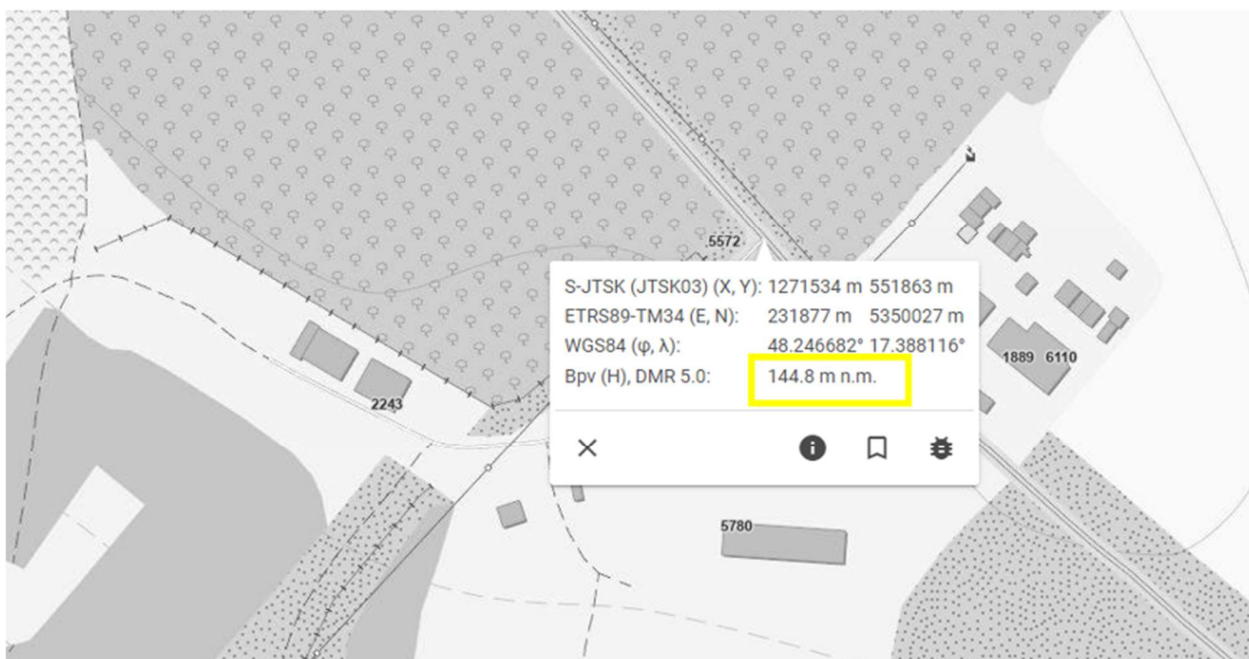 5572
S-JTSK (JTSK03) (X, Y): 1271534 m 551863 m
ETRS89-TM34 (E, N): 231877 m 5350027 m
WGS84 (φ, λ): 48.246682° 17.388116°
Bpv (H), DMR 5.0: 144.8 m n.m.
1889 6110
2243
5780